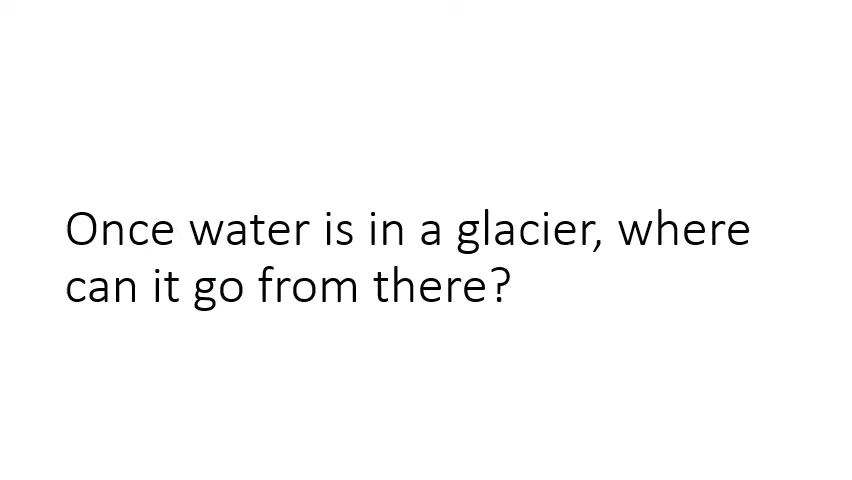 Once water is in a glacier, where
can it go from there?